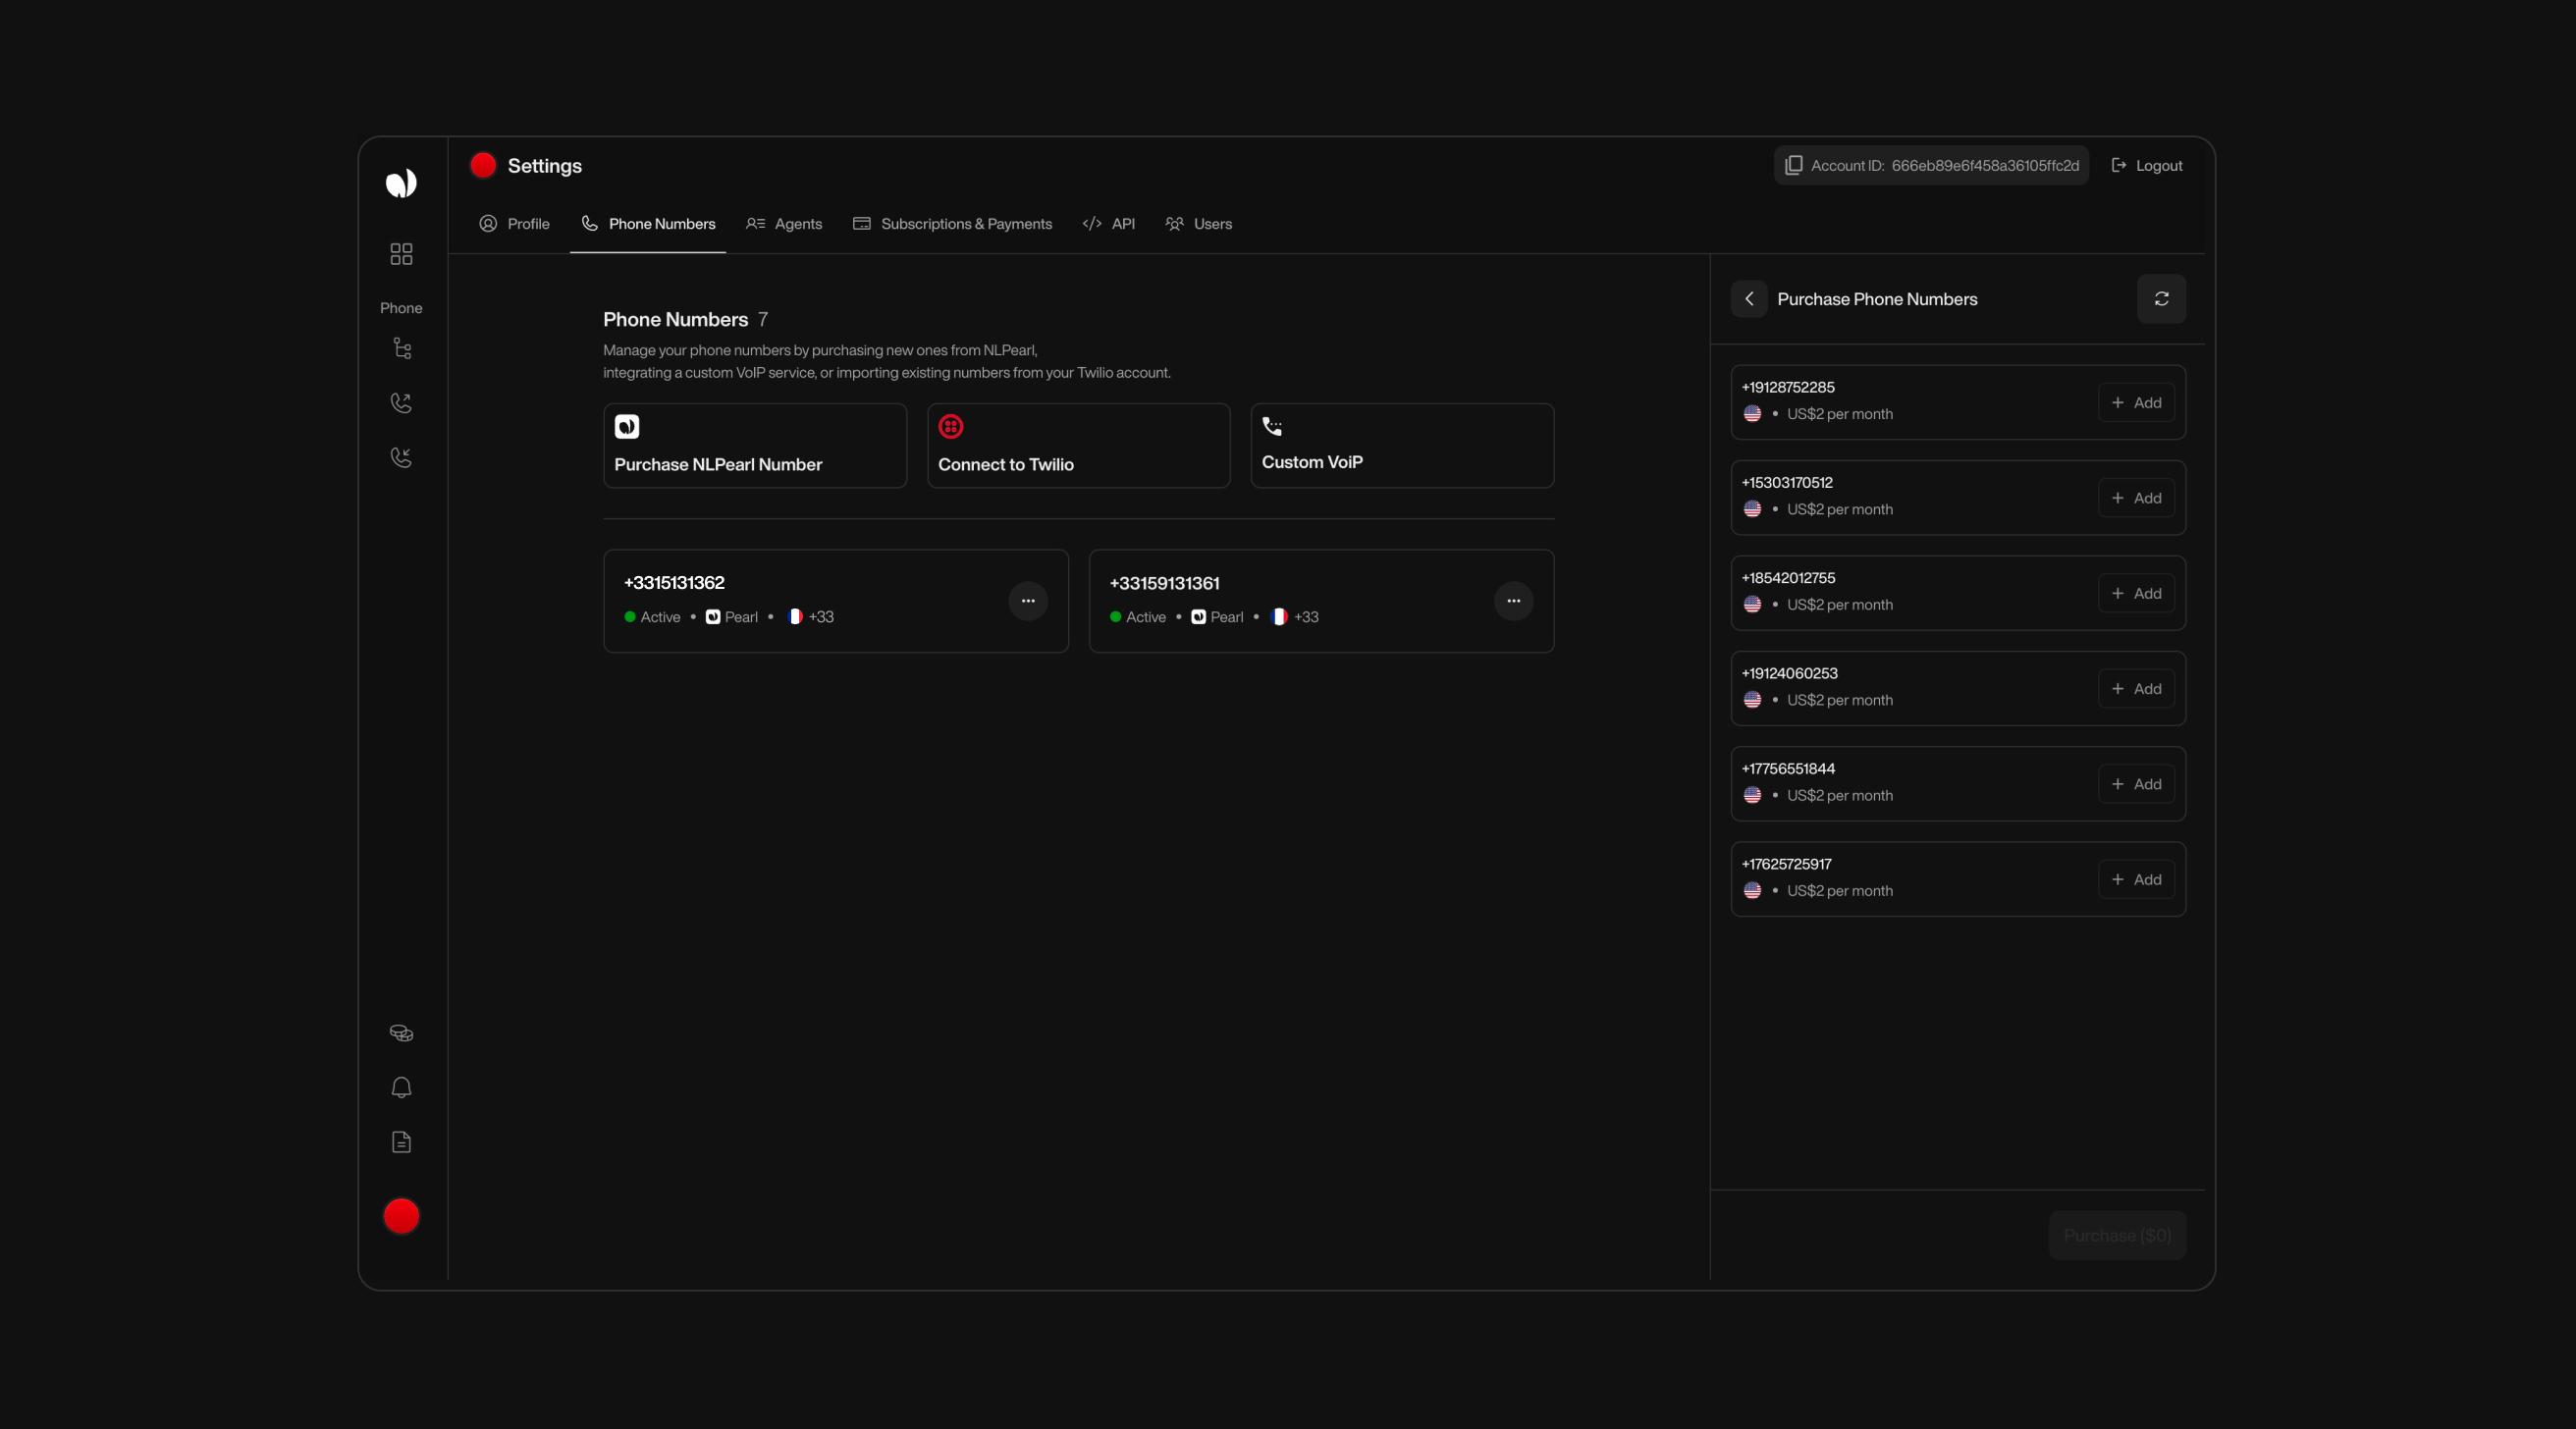 Settings
Account ID: 666eb89e6f458a36105ffc2d
Logout
Profile
Phone Numbers
Agents
Subscriptions & Payments
API
Users
Phone
Phone Numbers 7
Manage your phone numbers by purchasing new ones from NLPearl,
integrating a custom VoIP service, or importing existing numbers from your Twilio account.
Purchase NLPearl Number
Connect to Twilio
Custom VoiP
+3315131362
Active • Pearl • +33
+33159131361
Active • Pearl • +33
Purchase Phone Numbers
+19128752285
• US$2 per month
+ Add
+15303170512
• US$2 per month
+ Add
+18542012755
• US$2 per month
+ Add
+19124060253
• US$2 per month
+ Add
+17756551844
• US$2 per month
+ Add
+17625725917
• US$2 per month
+ Add
Purchase ($0)